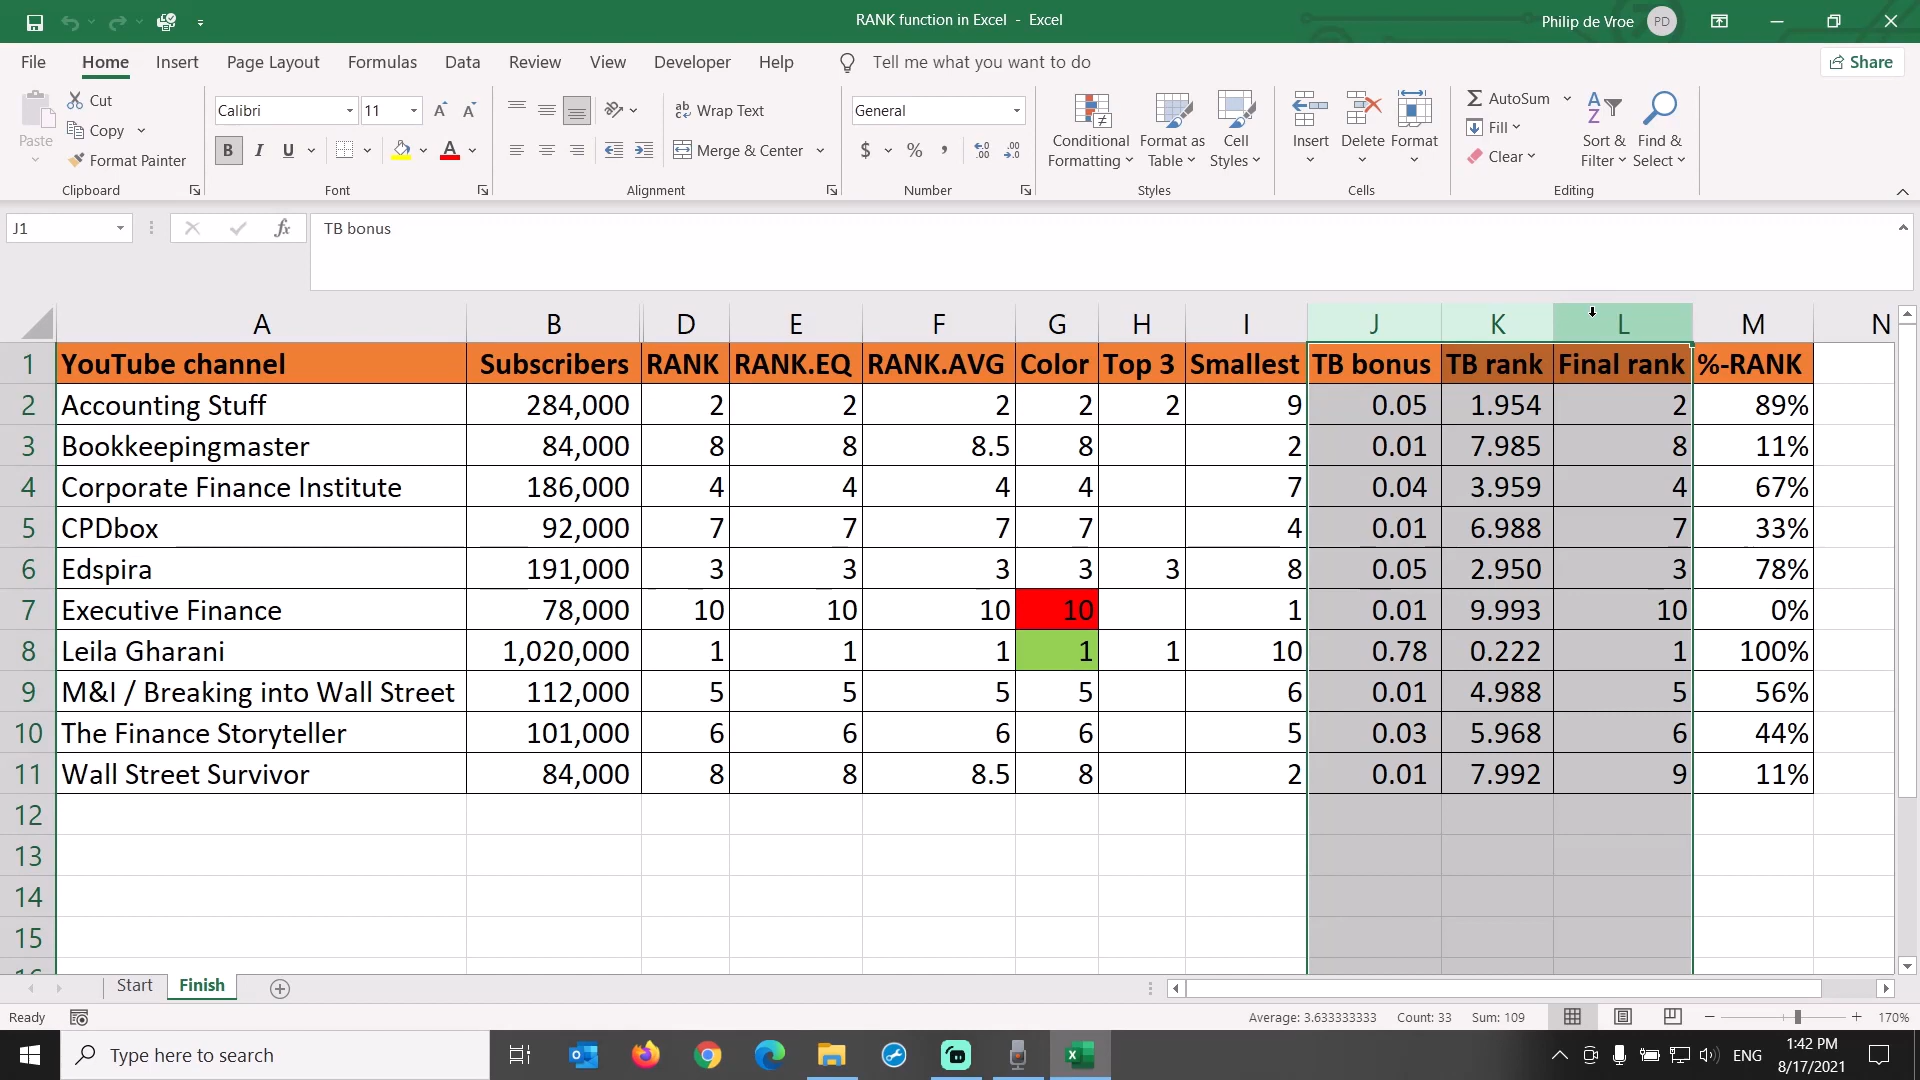 RANK function in Excel - Excel
Philip de Vroe PD
File Home Insert Page Layout Formulas Data Review View Developer Help Tell me what you want to do Share
Paste
Cut
Copy
Format Painter
Clipboard
Calibri 11
B I U
Font
Wrap Text
Merge & Center
Alignment
General
$ % ,
Number
Conditional Formatting
Format as Table
Cell Styles
Styles
Insert Delete Format
Cells
AutoSum
Fill
Clear
Sort & Filter
Find & Select
Editing
J1 fx TB bonus
A B D E F G H I J K L M N
1 YouTube channel Subscribers RANK RANK.EQ RANK.AVG Color Top 3 Smallest TB bonus TB rank Final rank %-RANK
2 Accounting Stuff 284,000 2 2 2 2 2 9 0.05 1.954 2 89%
3 Bookkeepingmaster 84,000 8 8 8.5 8 2 0.01 7.985 8 11%
4 Corporate Finance Institute 186,000 4 4 4 4 7 0.04 3.959 4 67%
5 CPDbox 92,000 7 7 7 7 4 0.01 6.988 7 33%
6 Edspira 191,000 3 3 3 3 3 8 0.05 2.950 3 78%
7 Executive Finance 78,000 10 10 10 10 1 0.01 9.993 10 0%
8 Leila Gharani 1,020,000 1 1 1 1 1 10 0.78 0.222 1 100%
9 M&I / Breaking into Wall Street 112,000 5 5 5 5 6 0.01 4.988 5 56%
10 The Finance Storyteller 101,000 6 6 6 6 5 0.03 5.968 6 44%
11 Wall Street Survivor 84,000 8 8 8.5 8 2 0.01 7.992 9 11%
12
13
14
15
16
Start Finish
Ready Average: 3.633333333 Count: 33 Sum: 109 170%
Type here to search ENG 1:42 PM
8/17/2021